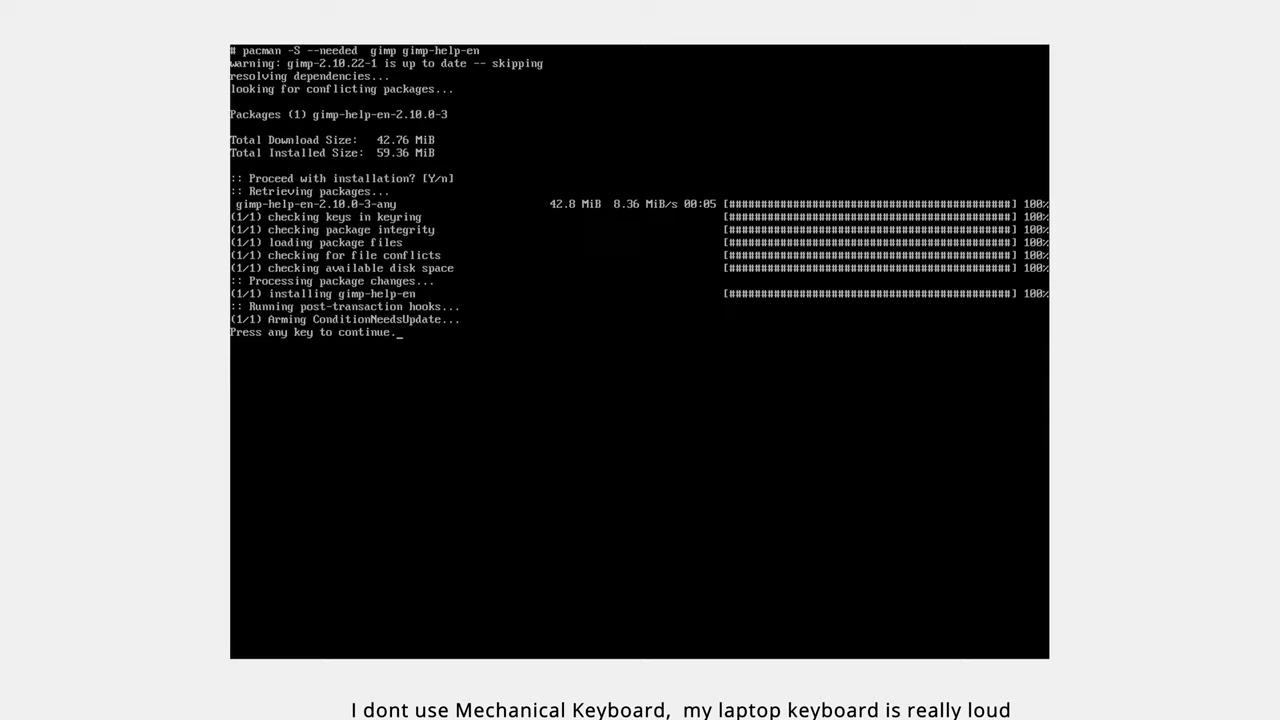 # pacman -S --needed  gimp gimp-help-en
warning: gimp-2.10.22-1 is up to date -- skipping
resolving dependencies...
looking for conflicting packages...
Packages (1) gimp-help-en-2.10.0-3
Total Download Size:   42.76 MiB
Total Installed Size:  59.36 MiB
:: Proceed with installation? [Y/n]
:: Retrieving packages...
gimp-help-en-2.10.0-3-any 42.8 MiB  8.36 MiB/s 00:05 [#############################################] 100%
(1/1) checking keys in keyring [#############################################] 100%
(1/1) checking package integrity [#############################################] 100%
(1/1) loading package files [#############################################] 100%
(1/1) checking for file conflicts [#############################################] 100%
(1/1) checking available disk space [#############################################] 100%
:: Processing package changes...
(1/1) installing gimp-help-en [#############################################] 100%
:: Running post-transaction hooks...
(1/1) Arming ConditionNeedsUpdate...
Press any key to continue._
I dont use Mechanical Keyboard,  my laptop keyboard is really loud